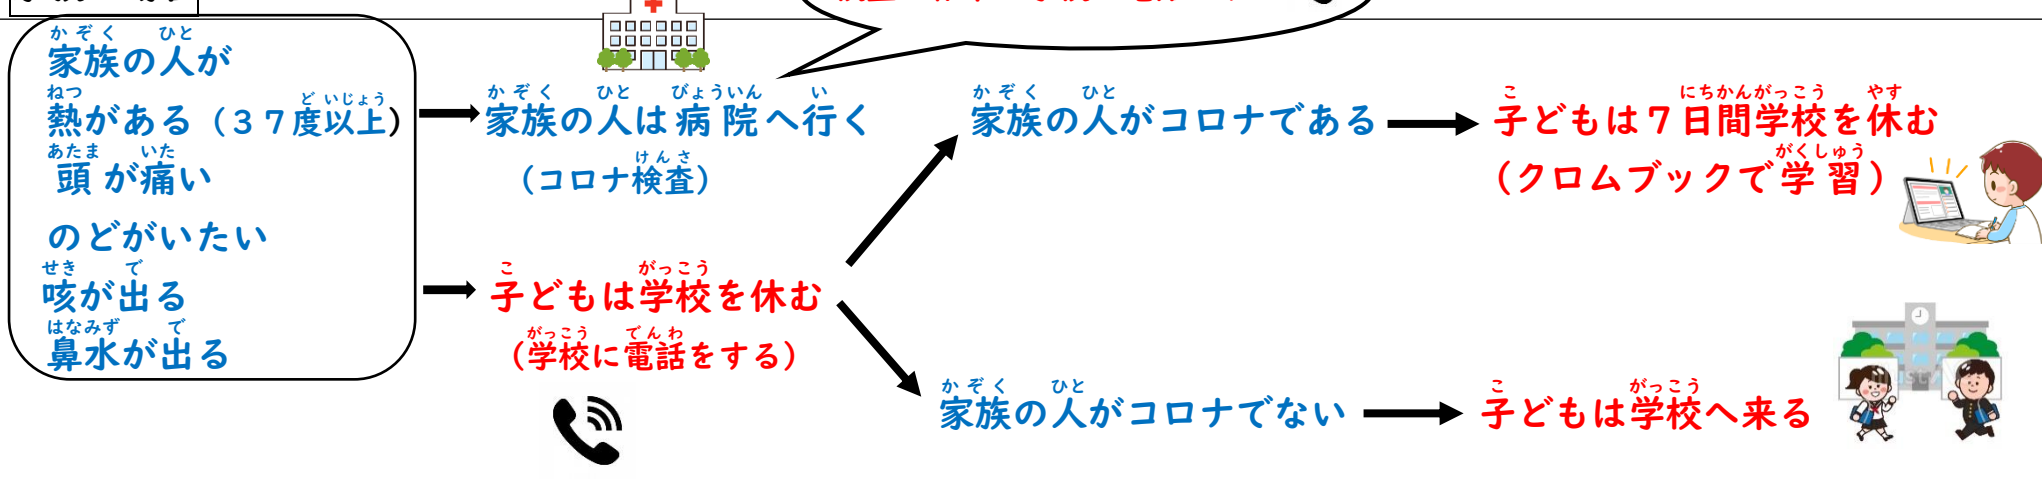 家族の人が
熱がある（３７度以上）
頭が痛い
のどがいたい
咳が出る
鼻水が出る
家族の人は病院へ行く
（コロナ検査）
子どもは学校を休む
（学校に電話をする）
家族の人がコロナである
子どもは７日間学校を休む
（クロムブックで学習）
家族の人がコロナでない
子どもは学校へ来る